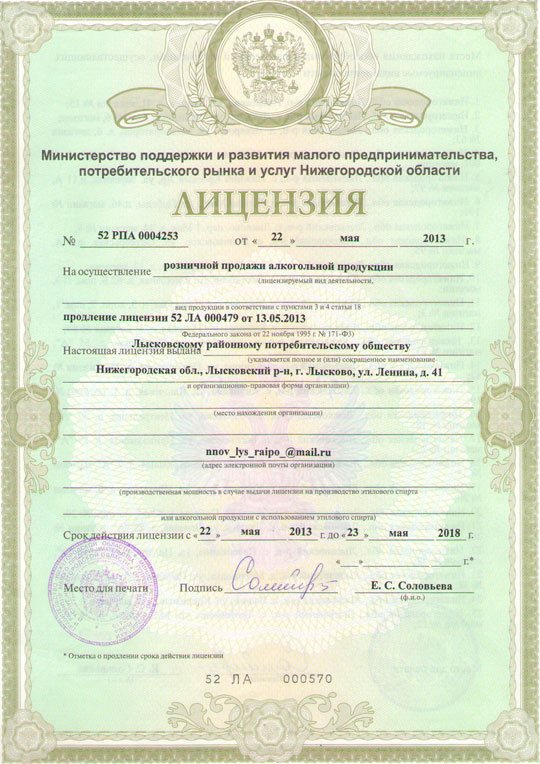 Министерство поддержки и развития малого предпринимательства,
потребительского рынка и услуг Нижегородской области
ЛИЦЕНЗИЯ
№ 52 РПА 0004253 от « 22 » мая 2013 г.
На осуществление розничной продажи алкогольной продукции
(лицензируемый вид деятельности,
вид продукции в соответствии с пунктами 3 и 4 статьи 18
продление лицензии 52 ЛА 000479 от 13.05.2013
Федерального закона от 22 ноября 1995 г. № 171-ФЗ)
Настоящая лицензия выдана Лысковскому районному потребительскому обществу
(указывается полное и (или) сокращенное наименование
Нижегородская обл., Лысковский р-н, г. Лысково, ул. Ленина, д. 41
и организационно-правовая форма организации)
(место нахождения организации)
nnov_lys_raipo_@mail.ru
(адрес электронной почты организации)
(производственная мощность в случае выдачи лицензии на производство этилового спирта
или алкогольной продукции с использованием этилового спирта)
Срок действия лицензии с «22 мая 2013 г. до «23 » мая 2018 г.
« » г.*
Место для печати Подпись Е. С. Соловьева
(ф.и.о.)
* Отметка о продлении срока действия лицензии
52 ЛА 000570